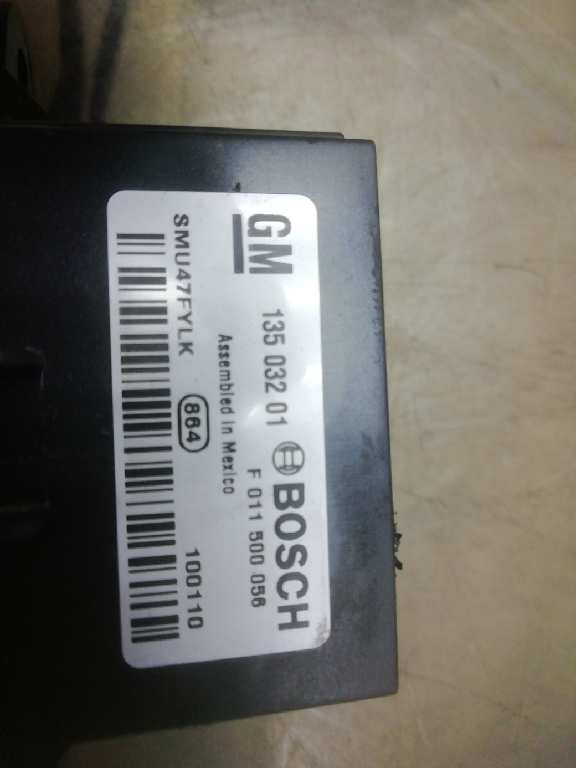 GM 135 032 01 BOSCH
Assembled in Mexico F 011 500 056
SMU47FYLK 864 100110